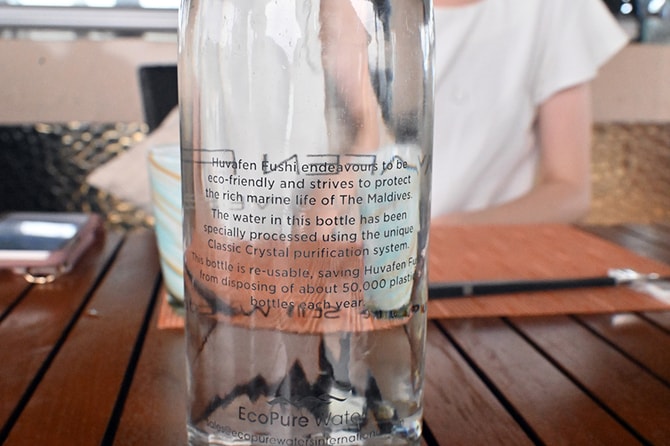 Huvafen Fushi endeavours to be
eco-friendly and strives to protect
the rich marine life of The Maldives.
The water in this bottle has been
specially processed using the unique
Classic Crystal purification system.
This bottle is re-usable, saving Huvafen Fushi
from disposing of about 50,000 plastic
bottles each year.
EcoPure Water